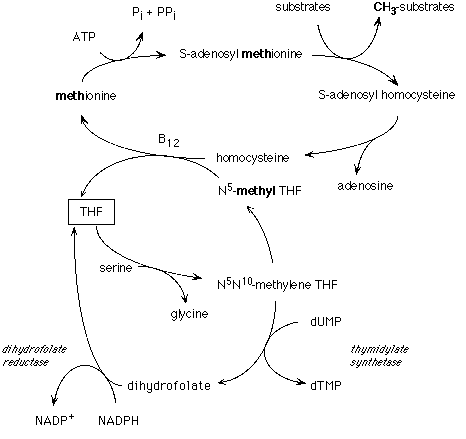 substrates
CH3-substrates
Pi + PPi
ATP
S-adenosyl methionine
methionine
S-adenosyl homocysteine
B12
homocysteine
adenosine
N5-methyl THF
THF
serine
N5N10-methylene THF
glycine
dUMP
dihydrofolate
reductase
thymidylate
synthetase
dihydrofolate
dTMP
NADP+
NADPH